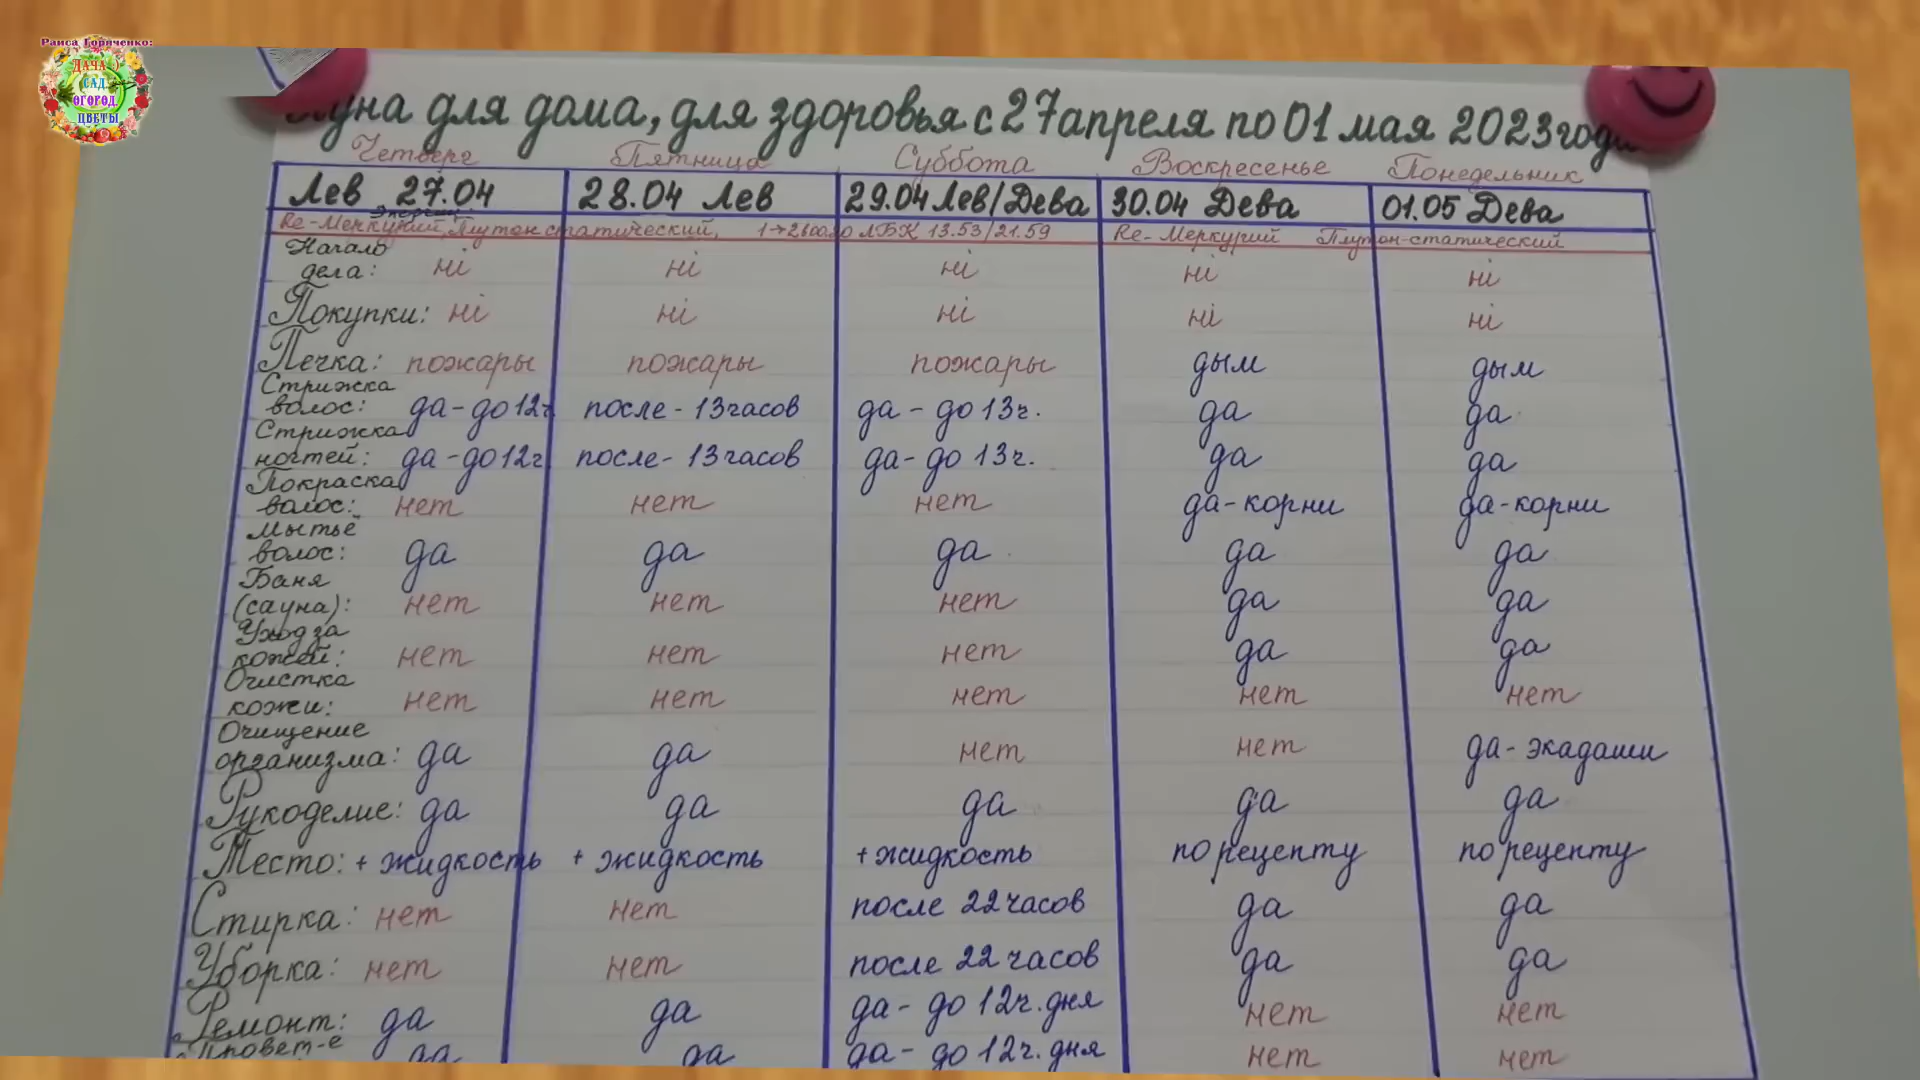 Раиса Горяченко:
ДАЧА
САД
ОГОРОД
ЦВЕТЫ
Луна для дома, для здоровья с 27 апреля по 01 мая 2023 года
Четверг Пятница Суббота Воскресенье Понедельник
Лев 27.04 28.04 Лев 29.04 Лев/Дева 30.04 Дева 01.05 Дева
Re-Меркурий, Плутон статический, ЛБК 13.53/21.59 Re-Меркурий Плутон-статический
Начало
дела: ні ні ні ні ні
Покупки: ні ні ні ні ні
Печка: пожары пожары пожары дым дым
Стрижка
волос: да-до 12ч после-13часов да-до 13ч. да да
Стрижка
ногтей: да-до 12ч после-13часов да-до 13ч. да да
Покраска
волос: нет нет нет да-корни да-корни
Мытьё
волос: да да да да да
Баня
(сауна): нет нет нет да да
Уход за
кожей: нет нет нет да да
Очистка
кожи: нет нет нет нет нет
Очищение
организма: да да нет нет да-экадаши
Рукоделие: да да да да да
Тесто: + жидкость + жидкость + жидкость по рецепту по рецепту
Стирка: нет нет после 22 часов да да
Уборка: нет нет после 22 часов да да
Ремонт: да да да-до 12ч. дня нет нет
Провет-е да да да-до 12ч. дня нет нет